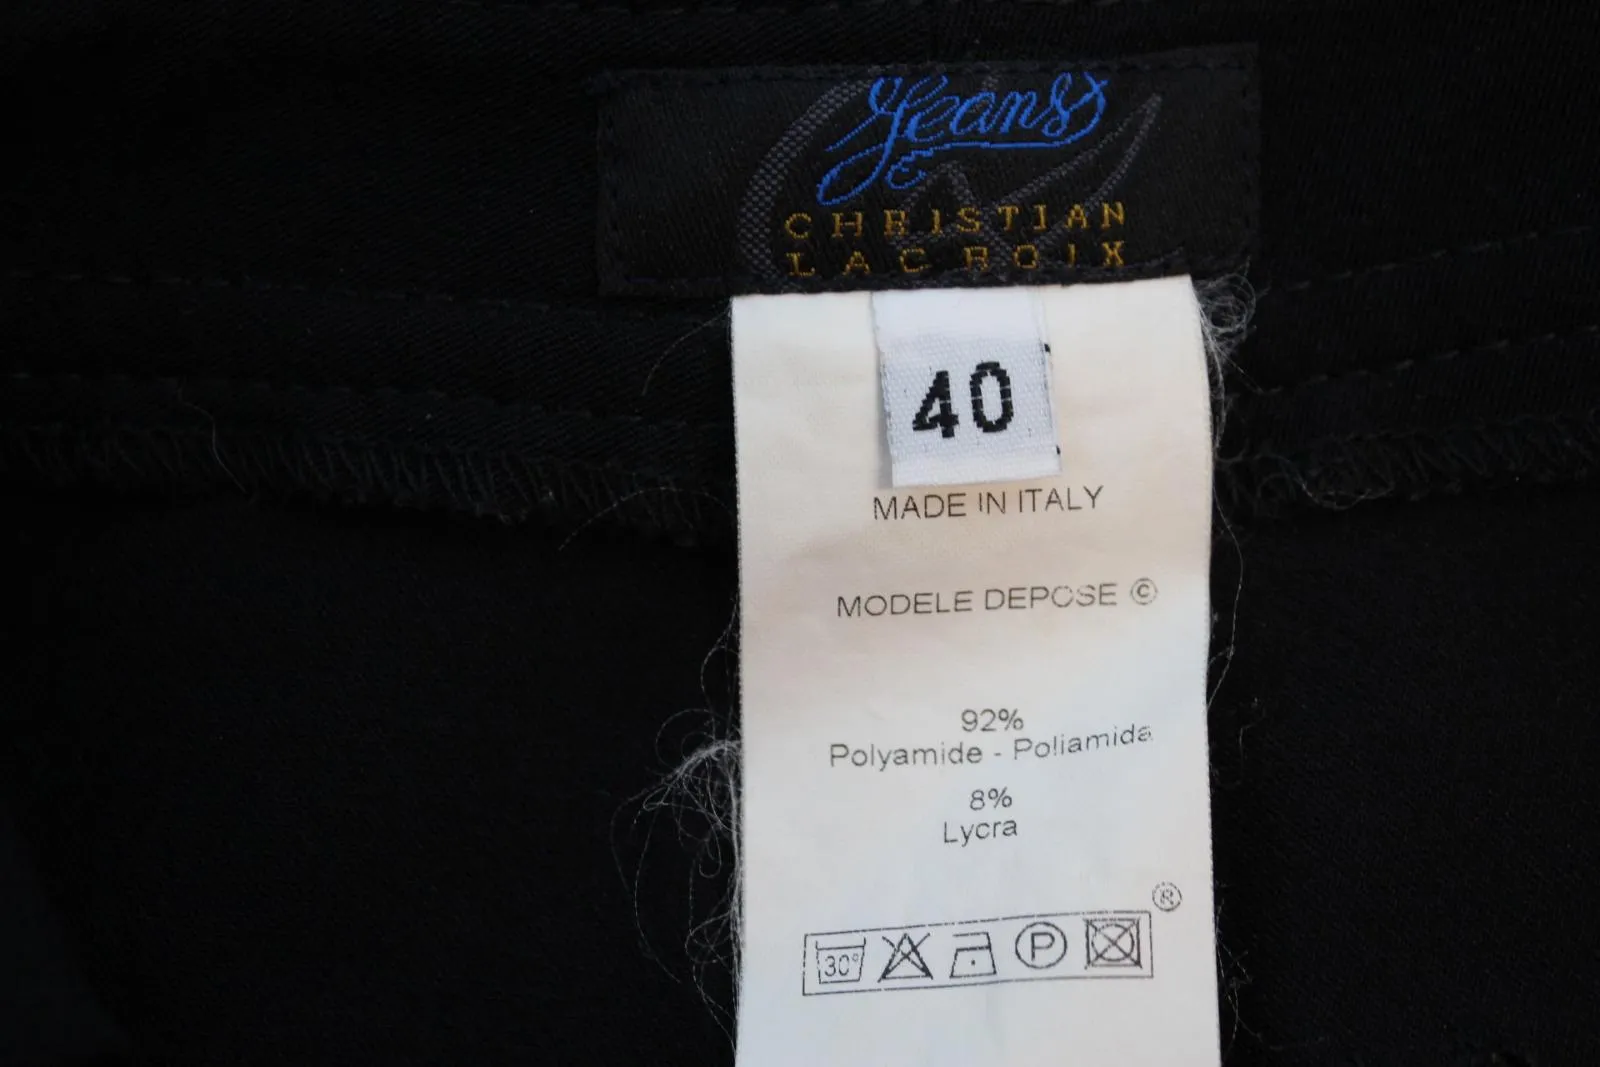 Jeans
CHRISTIAN
LACROIX
40
MADE IN ITALY
MODELE DEPOSE ©
92%
Polyamide - Poliamida
8%
Lycra
®
30° P